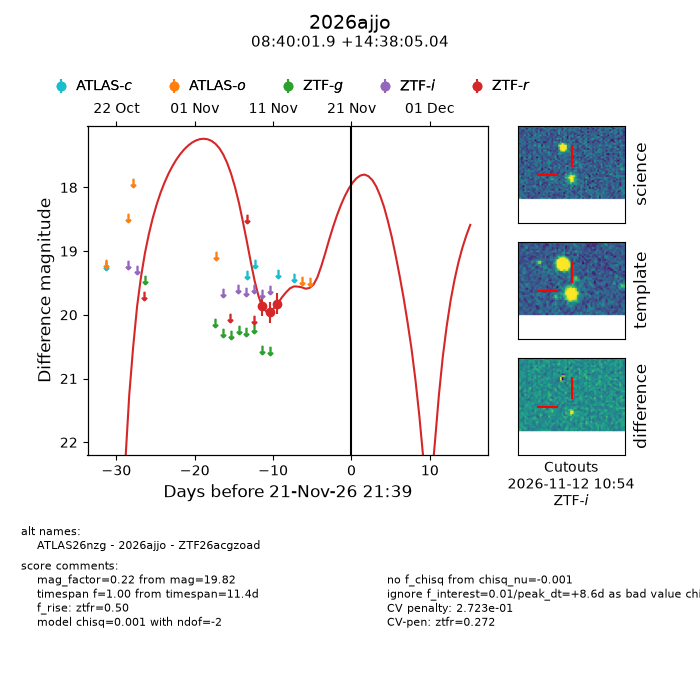 2026ajjo
08:40:01.9 +14:38:05.04
ATLAS-c ATLAS-o ZTF-g ZTF-i ZTF-r
22 Oct 01 Nov 11 Nov 21 Nov 01 Dec
18
19
20
21
22
Difference magnitude
−30 −20 −10 0 10
Days before 21-Nov-26 21:39
science
template
difference
Cutouts
2026-11-12 10:54
ZTF-i
alt names:
ATLAS26nzg - 2026ajjo - ZTF26acgzoad
score comments:
mag_factor=0.22 from mag=19.82
timespan f=1.00 from timespan=11.4d
f_rise: ztfr=0.50
model chisq=0.001 with ndof=-2
no f_chisq from chisq_nu=-0.001
ignore f_interest=0.01/peak_dt=+8.6d as bad value chi
CV penalty: 2.723e-01
CV-pen: ztfr=0.272